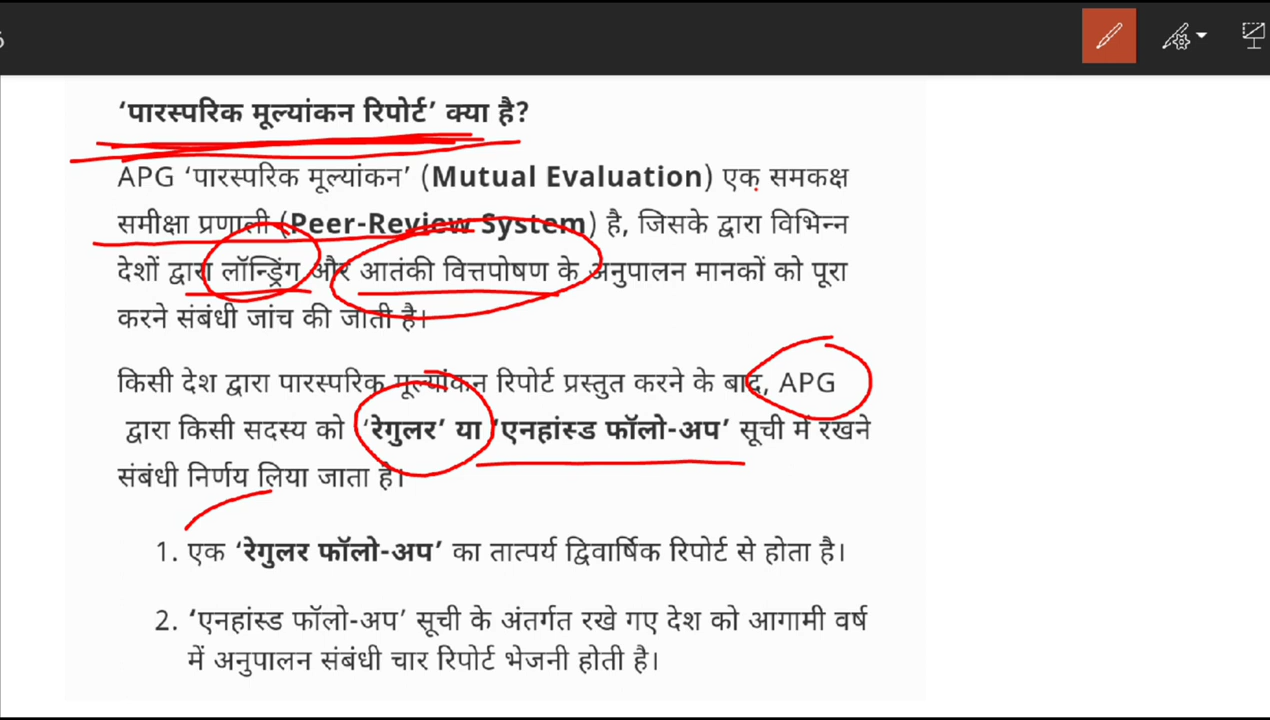 ‘पारस्परिक मूल्यांकन रिपोर्ट’ क्या है?
APG ‘पारस्परिक मूल्यांकन’ (Mutual Evaluation) एक समकक्ष
समीक्षा प्रणाली (Peer-Review System) है, जिसके द्वारा विभिन्न
देशों द्वारा लॉन्ड्रिंग और आतंकी वित्तपोषण के अनुपालन मानकों को पूरा
करने संबंधी जांच की जाती है।
किसी देश द्वारा पारस्परिक मूल्यांकन रिपोर्ट प्रस्तुत करने के बाद, APG
द्वारा किसी सदस्य को ‘रेगुलर’ या ‘एनहांस्ड फॉलो-अप’ सूची में रखने
संबंधी निर्णय लिया जाता है।
1. एक ‘रेगुलर फॉलो-अप’ का तात्पर्य द्विवार्षिक रिपोर्ट से होता है।
2. ‘एनहांस्ड फॉलो-अप’ सूची के अंतर्गत रखे गए देश को आगामी वर्ष
में अनुपालन संबंधी चार रिपोर्ट भेजनी होती है।